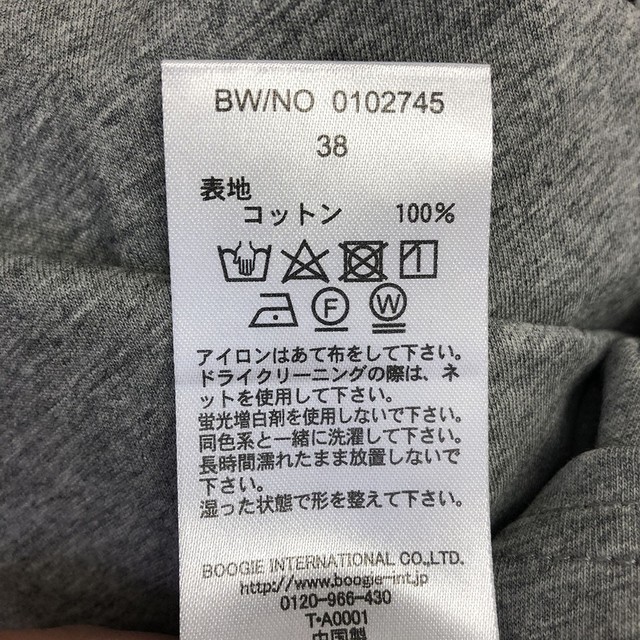 BW/NO 0102745
38
表地
コットン 100%
F W
アイロンはあて布をして下さい。
ドライクリーニングの際は、ネ
ットを使用して下さい。
蛍光増白剤を使用しないで下さい。
同色系と一緒に洗濯して下さい。
長時間濡れたまま放置しないで
下さい。
湿った状態で形を整えて下さい。
BOOGIE INTERNATIONAL CO.,LTD.
http://www.boogie-int.jp
0120-966-430
T・A0001
中国製